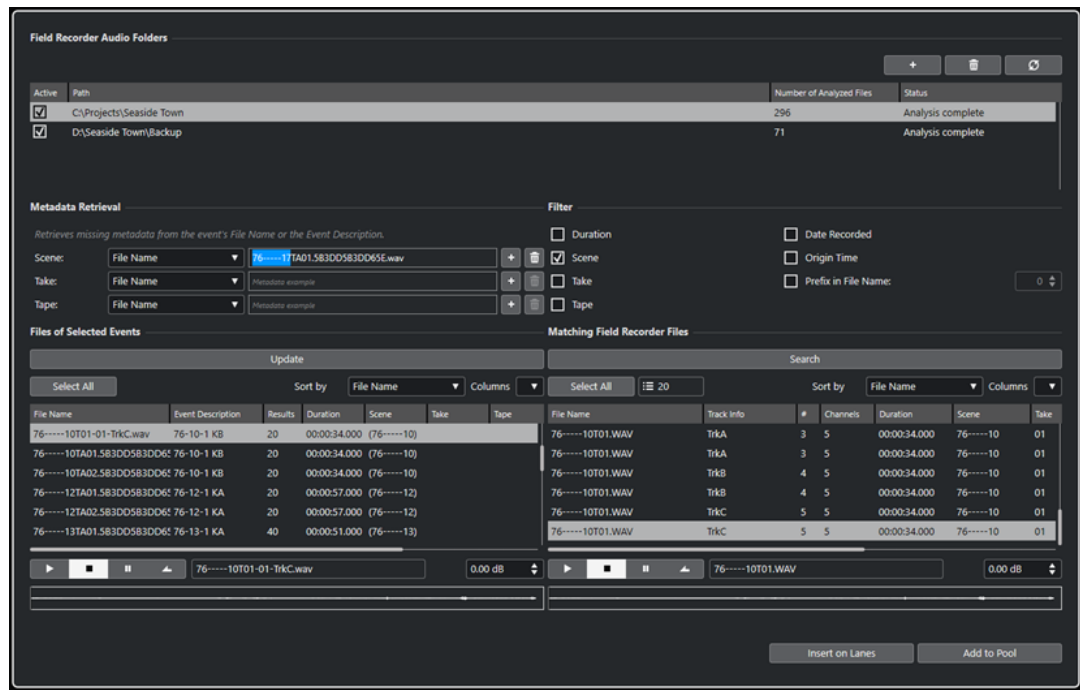 Field Recorder Audio Folders
Active Path Number of Analyzed Files Status
C:\Projects\Seaside Town 296 Analysis complete
D:\Seaside Town\Backup 71 Analysis complete
Metadata Retrieval
Retrieves missing metadata from the event's File Name or the Event Description.
Scene: File Name 76-----17TA01.5B3DD5B3DD65E.wav
Take: File Name Metadata example
Tape: File Name Metadata example
Filter
Duration Date Recorded
Scene Origin Time
Take Prefix in File Name: 0
Tape
Files of Selected Events
Update
Select All Sort by File Name Columns
File Name Event Description Results Duration Scene Take Tape
76-----10T01-01-TrkC.wav 76-10-1 KB 20 00:00:34.000 (76-----10)
76-----10TA01.5B3DD5B3DD65 76-10-1 KB 20 00:00:34.000 (76-----10)
76-----10TA02.5B3DD5B3DD65 76-10-1 KB 20 00:00:34.000 (76-----10)
76-----12TA01.5B3DD5B3DD65 76-12-1 KA 20 00:00:57.000 (76-----12)
76-----12TA02.5B3DD5B3DD65 76-12-1 KA 20 00:00:57.000 (76-----12)
76-----13TA01.5B3DD5B3DD65 76-13-1 KA 40 00:00:51.000 (76-----13)
76-----10T01-01-TrkC.wav 0.00 dB
Matching Field Recorder Files
Search
Select All 20 Sort by File Name Columns
File Name Track Info # Channels Duration Scene Take
76-----10T01.WAV TrkA 3 5 00:00:34.000 76-----10 01
76-----10T01.WAV TrkA 3 5 00:00:34.000 76-----10 01
76-----10T01.WAV TrkB 4 5 00:00:34.000 76-----10 01
76-----10T01.WAV TrkB 4 5 00:00:34.000 76-----10 01
76-----10T01.WAV TrkC 5 5 00:00:34.000 76-----10 01
76-----10T01.WAV TrkC 5 5 00:00:34.000 76-----10 01
76-----10T01.WAV 0.00 dB
Insert on Lanes Add to Pool